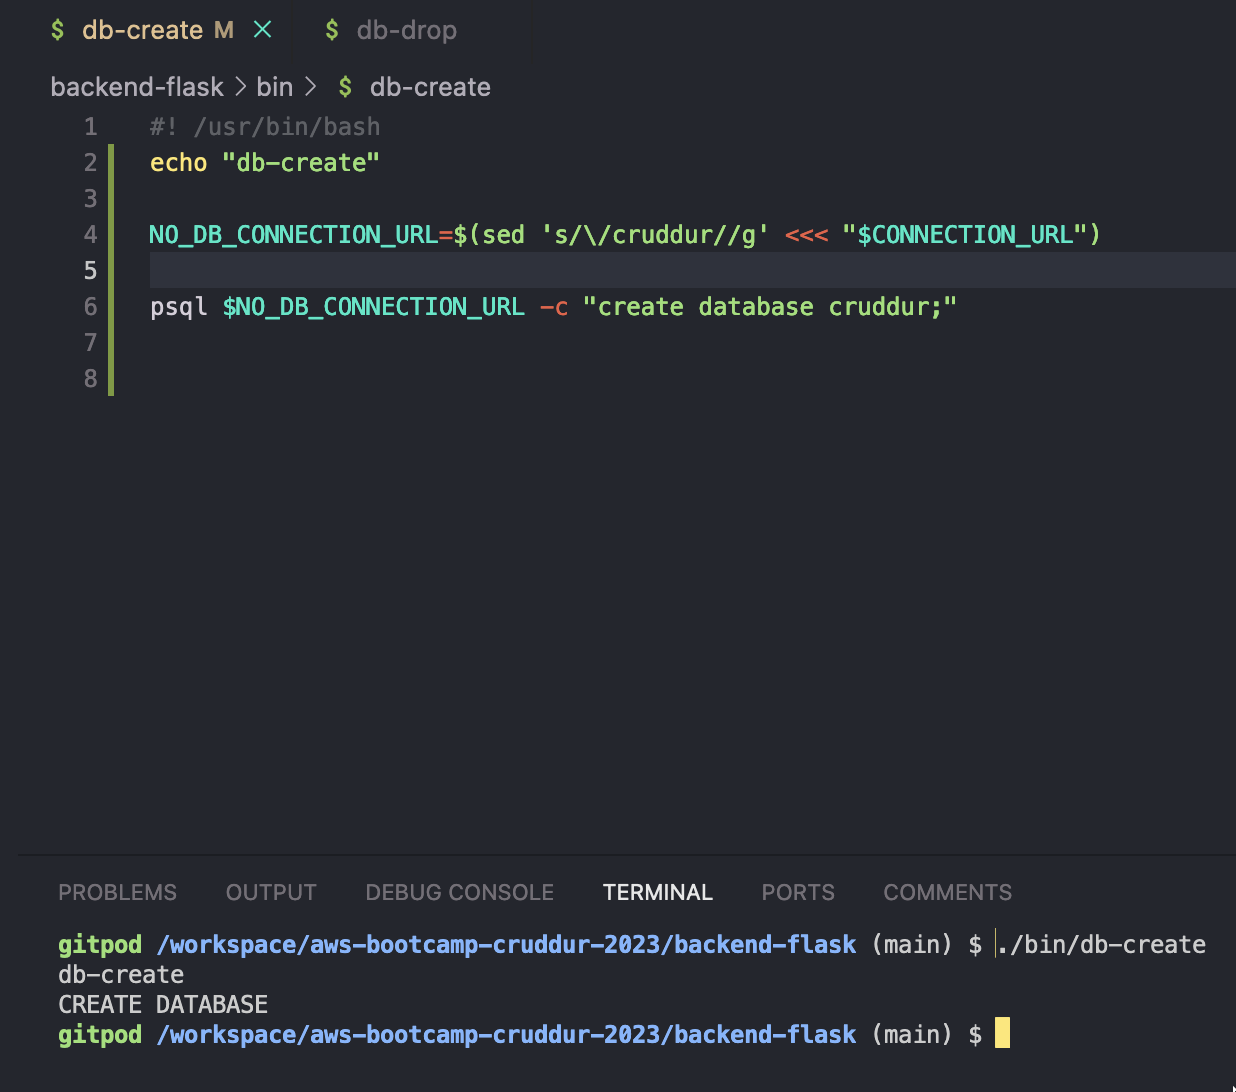 $ db-create M × $ db-drop
backend-flask > bin > $ db-create
1 #! /usr/bin/bash
2 echo "db-create"
3
4 NO_DB_CONNECTION_URL=$(sed 's/\/cruddur//g' <<< "$CONNECTION_URL")
5
6 psql $NO_DB_CONNECTION_URL -c "create database cruddur;"
7
8
PROBLEMS OUTPUT DEBUG CONSOLE TERMINAL PORTS COMMENTS
gitpod /workspace/aws-bootcamp-cruddur-2023/backend-flask (main) $ ./bin/db-create
db-create
CREATE DATABASE
gitpod /workspace/aws-bootcamp-cruddur-2023/backend-flask (main) $